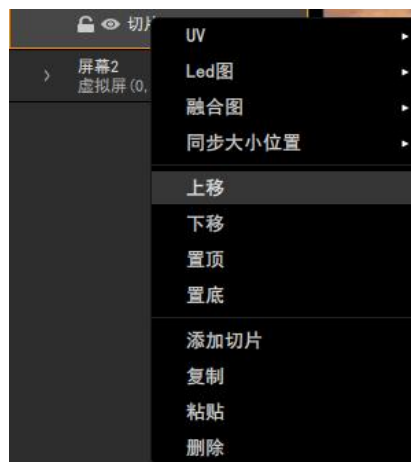 切片
UV
屏幕2
虚拟屏(0,
Led图
融合图
同步大小位置
上移
下移
置顶
置底
添加切片
复制
粘贴
删除